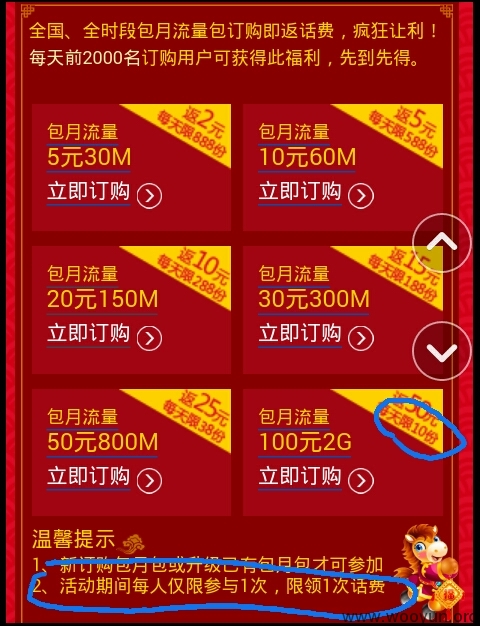 全国、全时段包月流量包订购即返话费，疯狂让利！
每天前2000名订购用户可获得此福利，先到先得。
返2元
每天限888份
包月流量
5元30M
立即订购
返5元
每天限588份
包月流量
10元60M
立即订购
返10元
每天限288份
包月流量
20元150M
立即订购
返15元
每天限188份
包月流量
30元300M
立即订购
返25元
每天限38份
包月流量
50元800M
立即订购
返50元
每天限10份
包月流量
100元2G
立即订购
温馨提示
1、新订购包月包或升级已有包月包才可参加
2、活动期间每人仅限参与1次，限领1次话费
www.wooyun.org